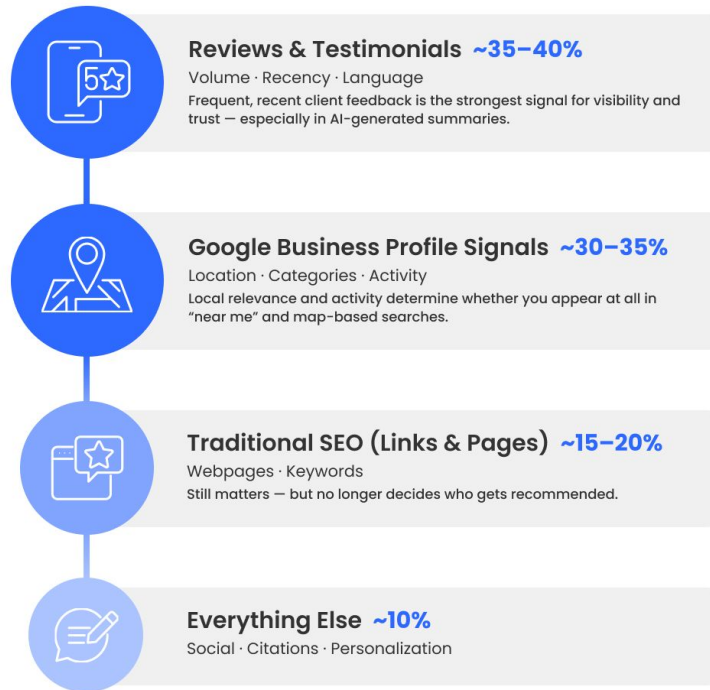 5
Reviews & Testimonials ~35–40%
Volume · Recency · Language
Frequent, recent client feedback is the strongest signal for visibility and
trust — especially in AI-generated summaries.
Google Business Profile Signals ~30–35%
Location · Categories · Activity
Local relevance and activity determine whether you appear at all in
“near me” and map-based searches.
Traditional SEO (Links & Pages) ~15–20%
Webpages · Keywords
Still matters — but no longer decides who gets recommended.
Everything Else ~10%
Social · Citations · Personalization